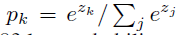 p_k = e^{z_k} / \sum_j e^{z_j}